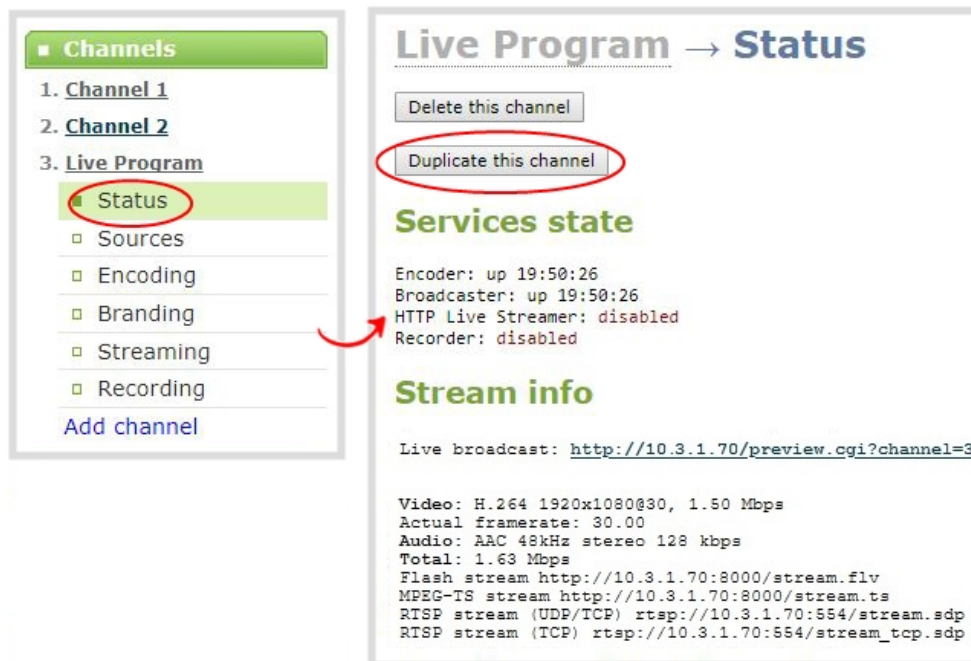 Channels
1. Channel 1
2. Channel 2
3. Live Program
Status
Sources
Encoding
Branding
Streaming
Recording
Add channel
Live Program → Status
Delete this channel
Duplicate this channel
Services state
Encoder: up 19:50:26
Broadcaster: up 19:50:26
HTTP Live Streamer: disabled
Recorder: disabled
Stream info
Live broadcast: http://10.3.1.70/preview.cgi?channel=3
Video: H.264 1920x1080@30, 1.50 Mbps
Actual framerate: 30.00
Audio: AAC 48kHz stereo 128 kbps
Total: 1.63 Mbps
Flash stream http://10.3.1.70:8000/stream.flv
MPEG-TS stream http://10.3.1.70:8000/stream.ts
RTSP stream (UDP/TCP) rtsp://10.3.1.70:554/stream.sdp
RTSP stream (TCP) rtsp://10.3.1.70:554/stream_tcp.sdp